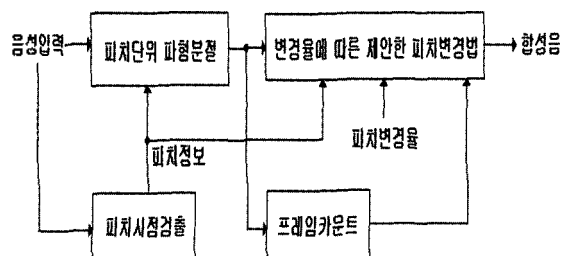 음성입력
피치단위 파형분절
변경율에 따른 제안한 피치변경법
합성음
피치정보
피치변경율
피치시점검출
프레임카운트